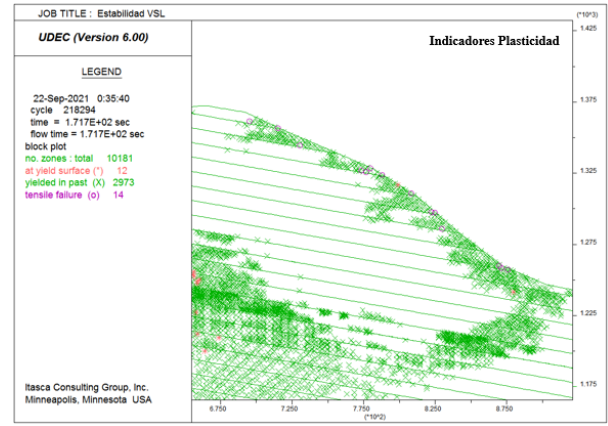 JOB TITLE : Estabilidad VSL
(*10^3)
UDEC (Version 6.00)
LEGEND
22-Sep-2021 0:35:40
cycle 218294
time = 1.717E+02 sec
flow time = 1.717E+02 sec
block plot
no. zones : total 10181
at yield surface (*) 12
yielded in past (X) 2973
tensile failure (o) 14
Itasca Consulting Group, Inc.
Minneapolis, Minnesota USA
Indicadores Plasticidad
1.425
1.375
1.325
1.275
1.225
1.175
6.750 7.250 7.750 8.250 8.750
(*10^2)